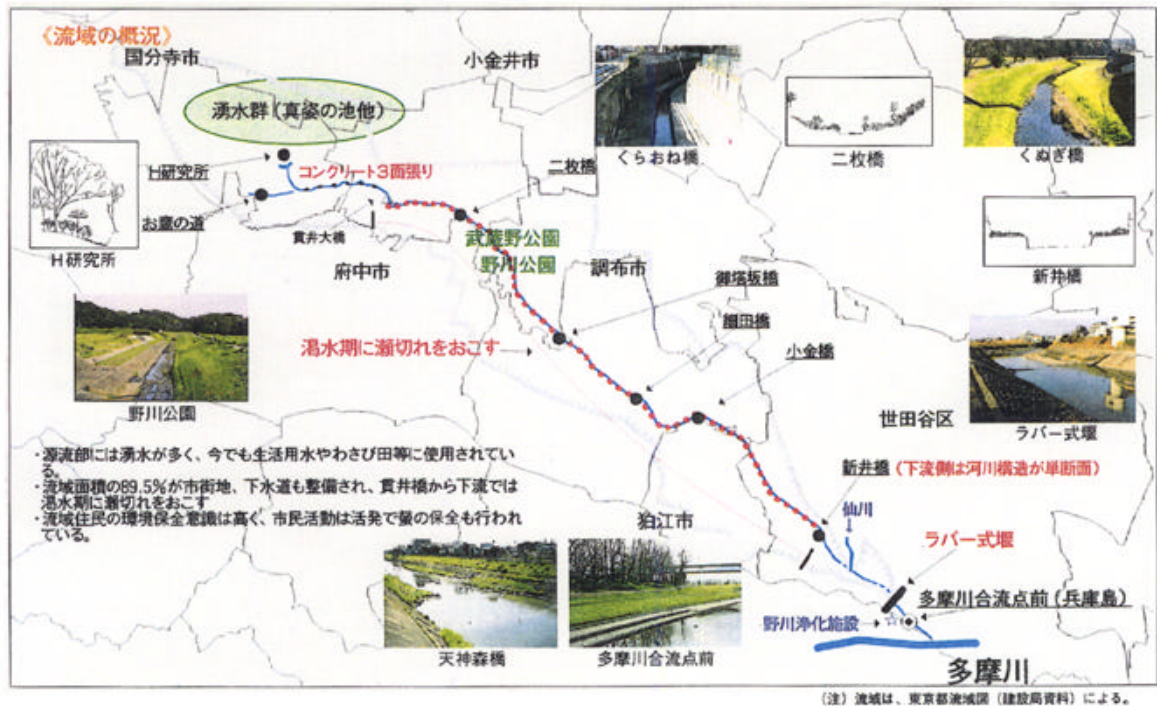 《流域の概況》
国分寺市
小金井市
湧水群(真姿の池他)
くらおね橋
二枚橋
くぬぎ橋
H研究所
コンクリート3面張り
二枚橋
お鷹の道
H研究所
貫井大橋
武蔵野公園
野川公園
府中市
調布市
御塔坂橋
新井橋
細田橋
渇水期に瀬切れをおこす
小金橋
野川公園
世田谷区
ラバー式堰
・源流部には湧水が多く、今でも生活用水やわさび田等に使用されてい
る。
・流域面積の89.5%が市街地、下水道も整備され、貫井橋から下流では
渇水期に瀬切れをおこす
・流域住民の環境保全意識は高く、市民活動は活発で螢の保全も行われ
ている。
新井橋(下流側は河川構造が単断面)
仙川
狛江市
ラバー式堰
多摩川合流点前(兵庫島)
野川浄化施設
天神森橋
多摩川合流点前
多摩川
(注)流域は、東京都流域図(建設局資料)による。